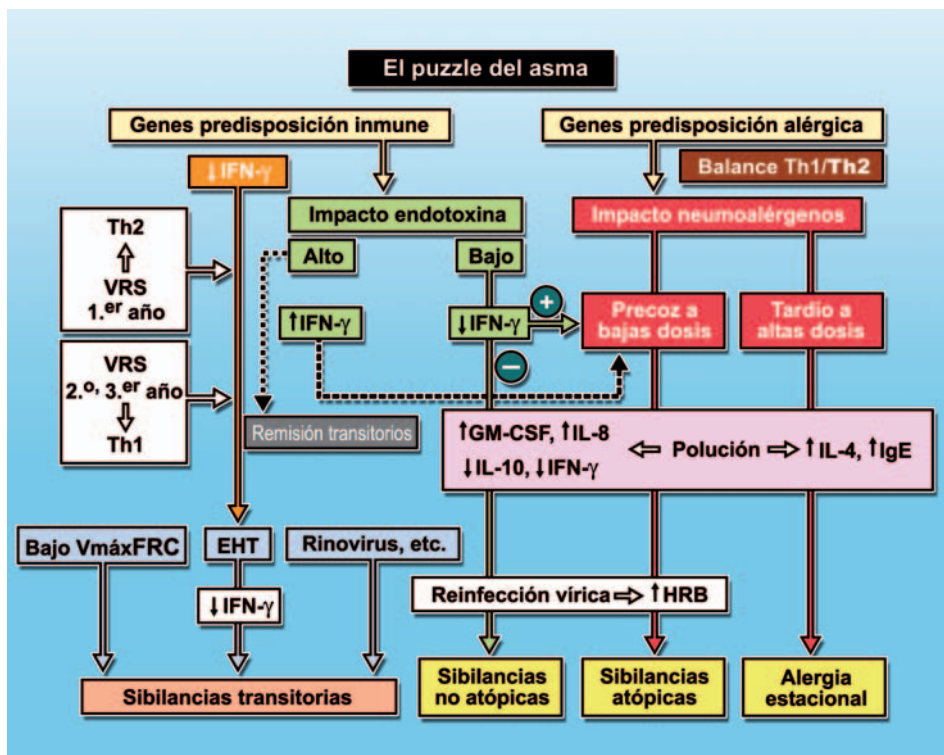 El puzzle del asma
Genes predisposición inmune
Genes predisposición alérgica
↓IFN-γ
Balance Th1/Th2
Impacto endotoxina
Impacto neumoalérgenos
Th2
VRS
1.er año
Alto
Bajo
↑IFN-γ
↓IFN-γ
+
Precoz a
bajas dosis
Tardio a
altas dosis
−
VRS
2.o, 3.er año
Th1
Remisión transitorios
↑GM-CSF, ↑IL-8
↓IL-10, ↓IFN-γ
Polución
↑IL-4, ↑IgE
Bajo VmáxFRC
EHT
Rinovirus, etc.
↓IFN-γ
Reinfección vírica ⇨ ↑HRB
Sibilancias transitorias
Sibilancias
no atópicas
Sibilancias
atópicas
Alergia
estacional